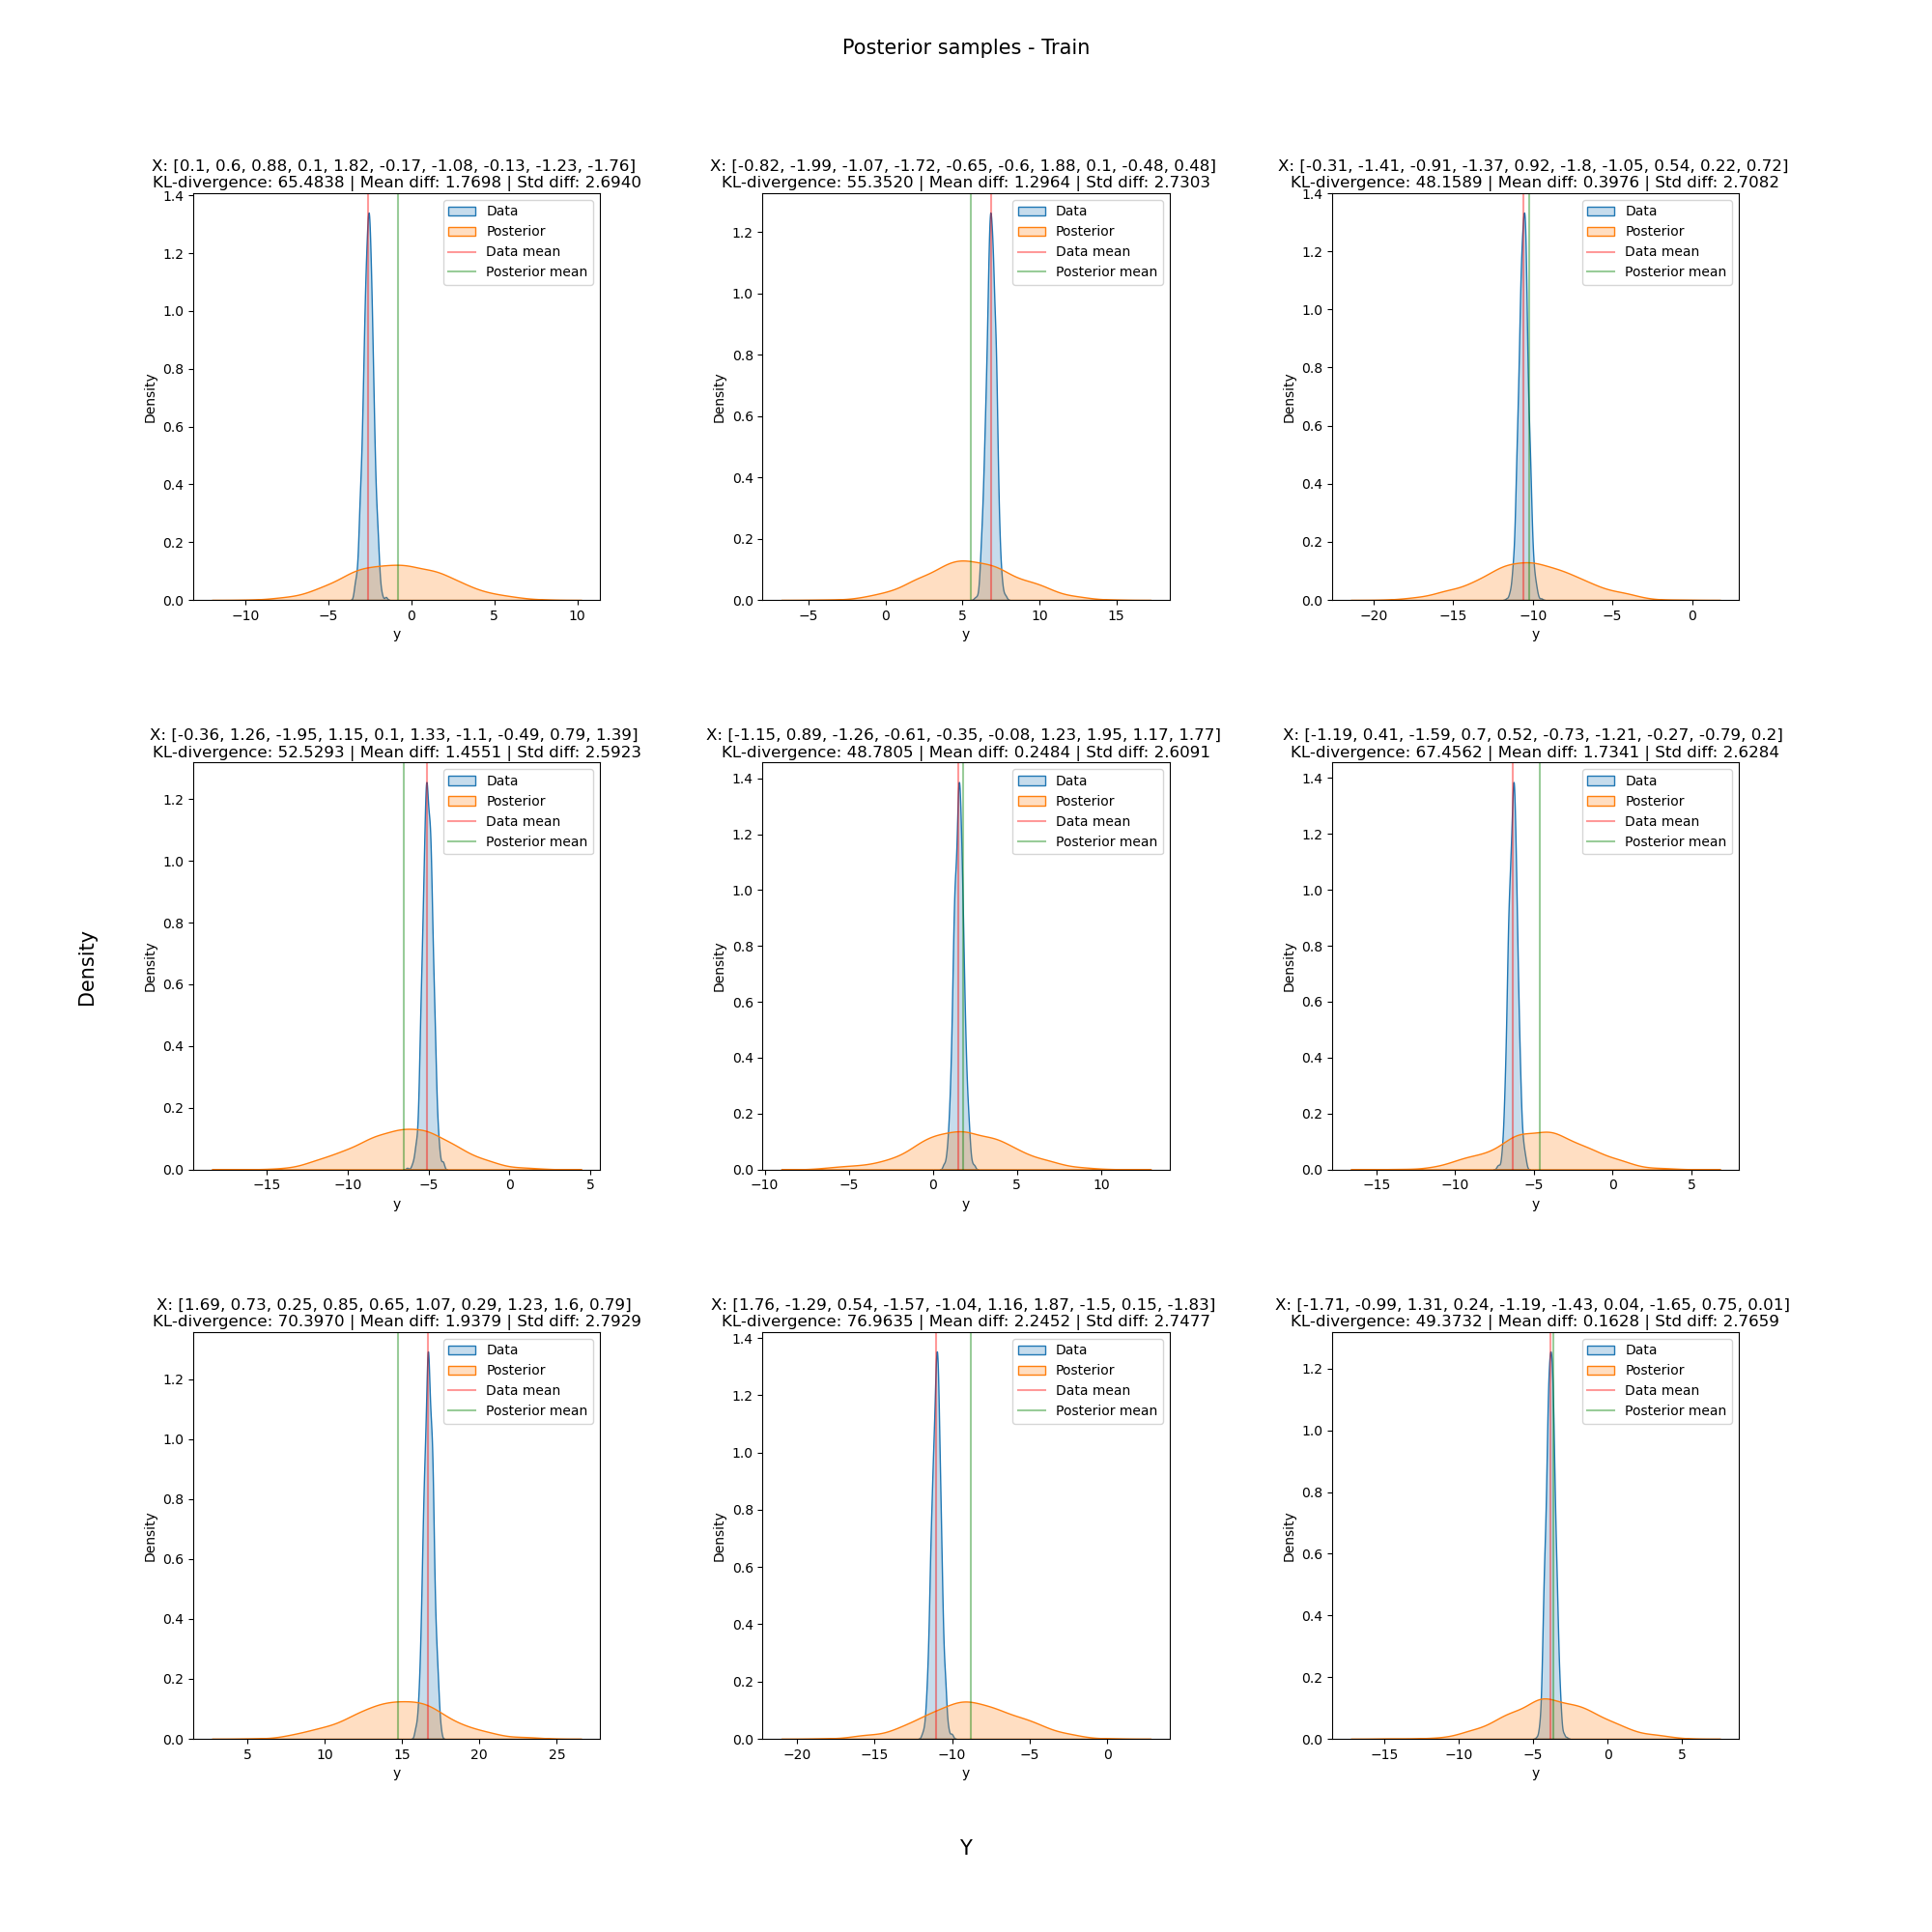 Posterior samples - Train
X: [0.1, 0.6, 0.88, 0.1, 1.82, -0.17, -1.08, -0.13, -1.23, -1.76]
KL-divergence: 65.4838 | Mean diff: 1.7698 | Std diff: 2.6940
Data
Posterior
Data mean
Posterior mean
1.4
1.2
1.0
0.8
0.6
0.4
0.2
0.0
Density
−10 −5 0 5 10
y
X: [-0.82, -1.99, -1.07, -1.72, -0.65, -0.6, 1.88, 0.1, -0.48, 0.48]
KL-divergence: 55.3520 | Mean diff: 1.2964 | Std diff: 2.7303
Data
Posterior
Data mean
Posterior mean
1.2
1.0
0.8
0.6
0.4
0.2
0.0
Density
−5 0 5 10 15
y
X: [-0.31, -1.41, -0.91, -1.37, 0.92, -1.8, -1.05, 0.54, 0.22, 0.72]
KL-divergence: 48.1589 | Mean diff: 0.3976 | Std diff: 2.7082
Data
Posterior
Data mean
Posterior mean
1.4
1.2
1.0
0.8
0.6
0.4
0.2
0.0
Density
−20 −15 −10 −5 0
y
X: [-0.36, 1.26, -1.95, 1.15, 0.1, 1.33, -1.1, -0.49, 0.79, 1.39]
KL-divergence: 52.5293 | Mean diff: 1.4551 | Std diff: 2.5923
Data
Posterior
Data mean
Posterior mean
1.2
1.0
0.8
0.6
0.4
0.2
0.0
Density
−15 −10 −5 0 5
y
X: [-1.15, 0.89, -1.26, -0.61, -0.35, -0.08, 1.23, 1.95, 1.17, 1.77]
KL-divergence: 48.7805 | Mean diff: 0.2484 | Std diff: 2.6091
Data
Posterior
Data mean
Posterior mean
1.4
1.2
1.0
0.8
0.6
0.4
0.2
0.0
Density
−10 −5 0 5 10
y
X: [-1.19, 0.41, -1.59, 0.7, 0.52, -0.73, -1.21, -0.27, -0.79, 0.2]
KL-divergence: 67.4562 | Mean diff: 1.7341 | Std diff: 2.6284
Data
Posterior
Data mean
Posterior mean
1.4
1.2
1.0
0.8
0.6
0.4
0.2
0.0
Density
−15 −10 −5 0 5
y
Density
X: [1.69, 0.73, 0.25, 0.85, 0.65, 1.07, 0.29, 1.23, 1.6, 0.79]
KL-divergence: 70.3970 | Mean diff: 1.9379 | Std diff: 2.7929
Data
Posterior
Data mean
Posterior mean
1.2
1.0
0.8
0.6
0.4
0.2
0.0
Density
5 10 15 20 25
y
X: [1.76, -1.29, 0.54, -1.57, -1.04, 1.16, 1.87, -1.5, 0.15, -1.83]
KL-divergence: 76.9635 | Mean diff: 2.2452 | Std diff: 2.7477
Data
Posterior
Data mean
Posterior mean
1.4
1.2
1.0
0.8
0.6
0.4
0.2
0.0
Density
−20 −15 −10 −5 0
y
X: [-1.71, -0.99, 1.31, 0.24, -1.19, -1.43, 0.04, -1.65, 0.75, 0.01]
KL-divergence: 49.3732 | Mean diff: 0.1628 | Std diff: 2.7659
Data
Posterior
Data mean
Posterior mean
1.2
1.0
0.8
0.6
0.4
0.2
0.0
Density
−15 −10 −5 0 5
y
Y